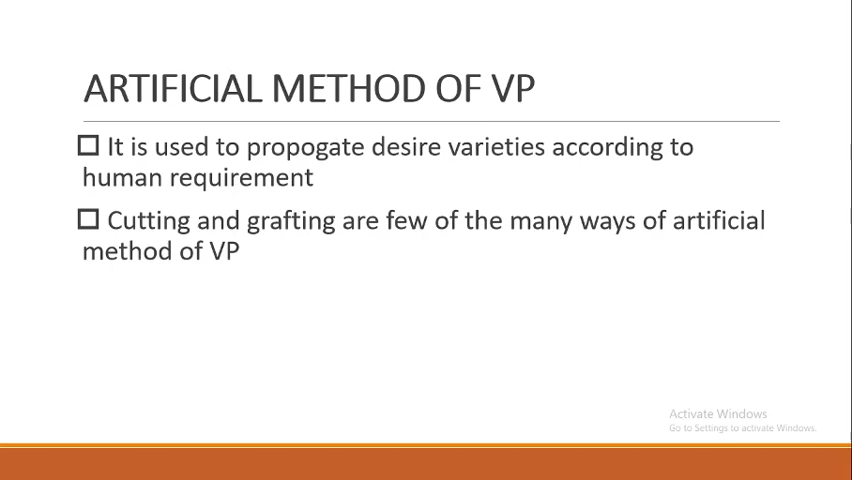 ARTIFICIAL METHOD OF VP
It is used to propogate desire varieties according to
human requirement
Cutting and grafting are few of the many ways of artificial
method of VP
Activate Windows
Go to Settings to activate Windows.